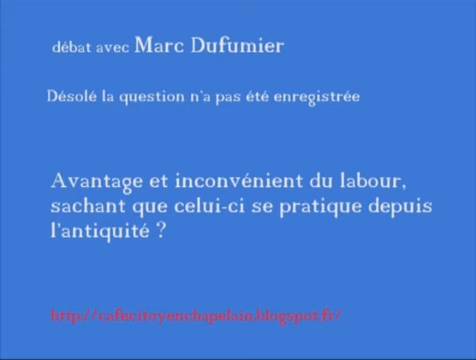 débat avec Marc Dufumier
Désolé la question n'a pas été enregistrée
Avantage et inconvénient du labour,
sachant que celui-ci se pratique depuis
l'antiquité ?
http://cafecitoyenchapelain.blogspot.fr/